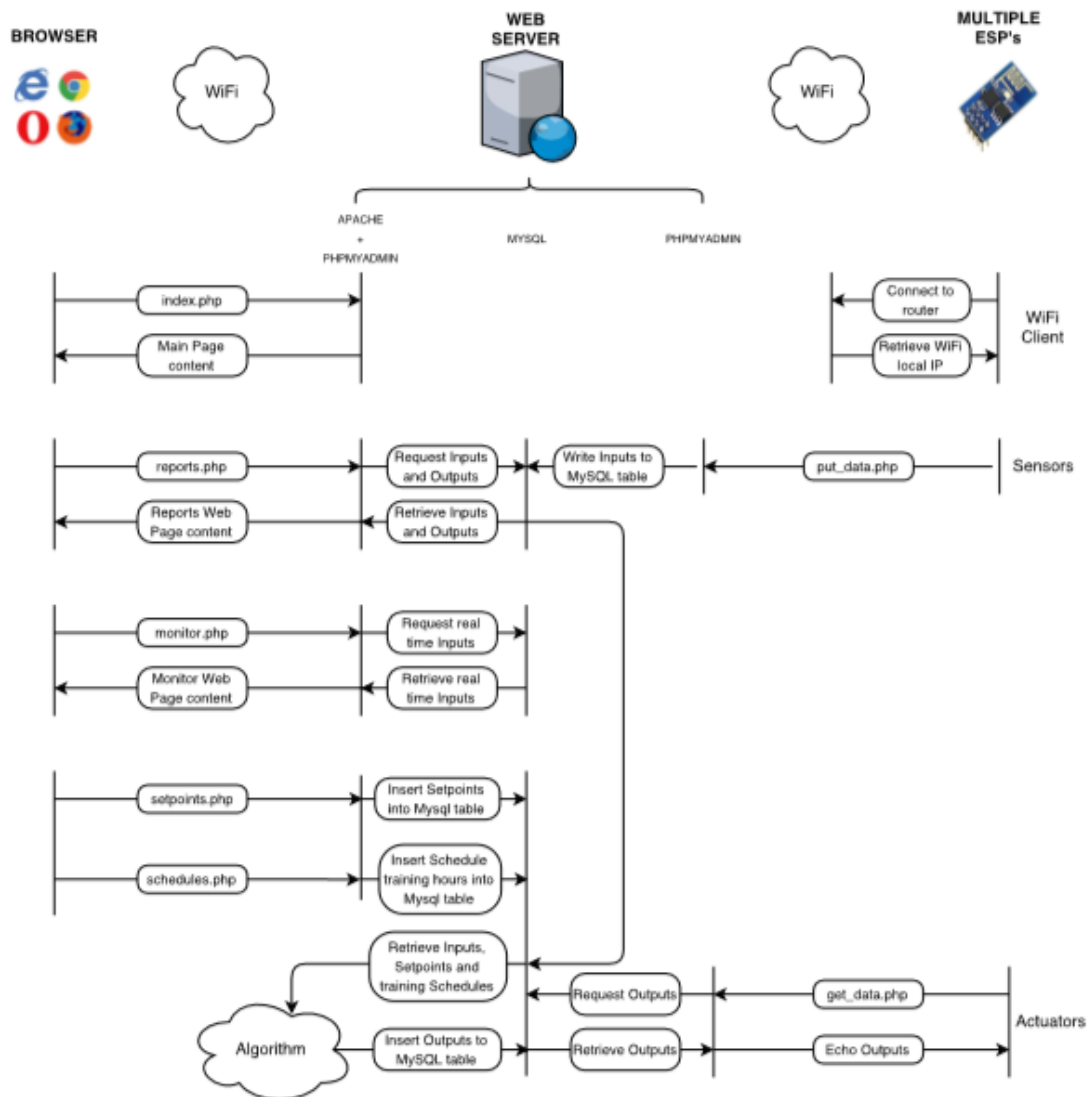 BROWSER
WiFi
WEB
SERVER
WiFi
MULTIPLE
ESP's
APACHE
+
PHPMYADMIN
MYSQL
PHPMYADMIN
index.php
Main Page
content
Connect to
router
Retrieve WiFi
local IP
WiFi
Client
reports.php
Request Inputs
and Outputs
Write Inputs to
MySQL table
put_data.php
Sensors
Reports Web
Page content
Retrieve Inputs
and Outputs
monitor.php
Request real
time Inputs
Monitor Web
Page content
Retrieve real
time Inputs
setpoints.php
Insert Setpoints
into Mysql table
schedules.php
Insert Schedule
training hours into
Mysql table
Retrieve Inputs,
Setpoints and
training Schedules
Request Outputs
get_data.php
Actuators
Algorithm
Insert Outputs to
MySQL table
Retrieve Outputs
Echo Outputs